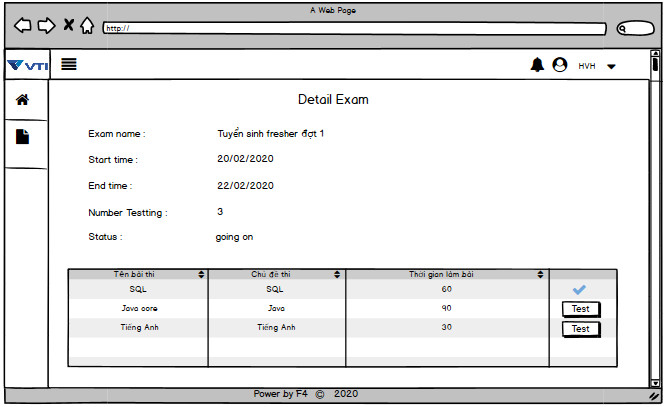 A Web Page
http://
VTI
HVH
Detail Exam
Exam name : Tuyển sinh fresher đợt 1
Start time : 20/02/2020
End time : 22/02/2020
Number Testting : 3
Status : going on
Tên bài thi Chủ đề thi Thời gian làm bài
SQL SQL 60
Java core Java 90 Test
Tiếng Anh Tiếng Anh 30 Test
Power by F4 © 2020